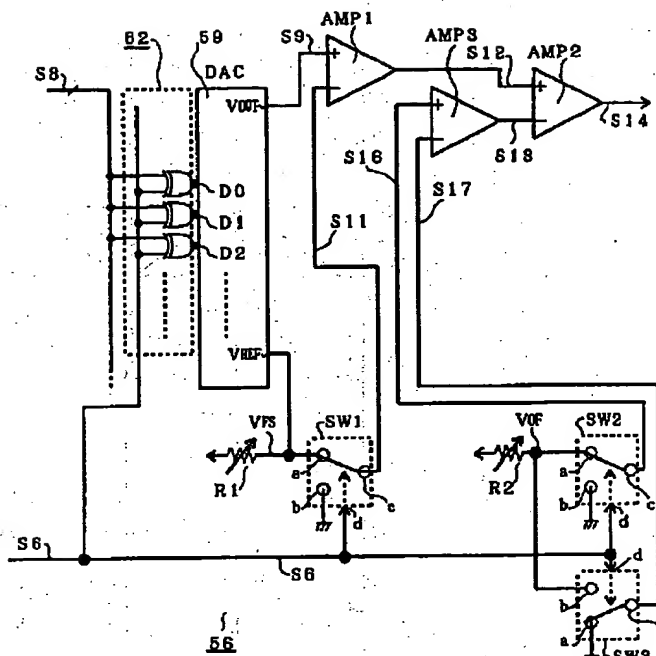 AMP1
S9
AMP3
S12
AMP2
62
59
S8
DAC
VOUT
+
-
+
-
+
-
S14
S13
S16
S17
D0
D1
D2
S11
VREF
VFS
SW1
R1
a
b
c
d
VOF
SW2
R2
a
b
c
d
S6
S6
d
b
a
SW3
56